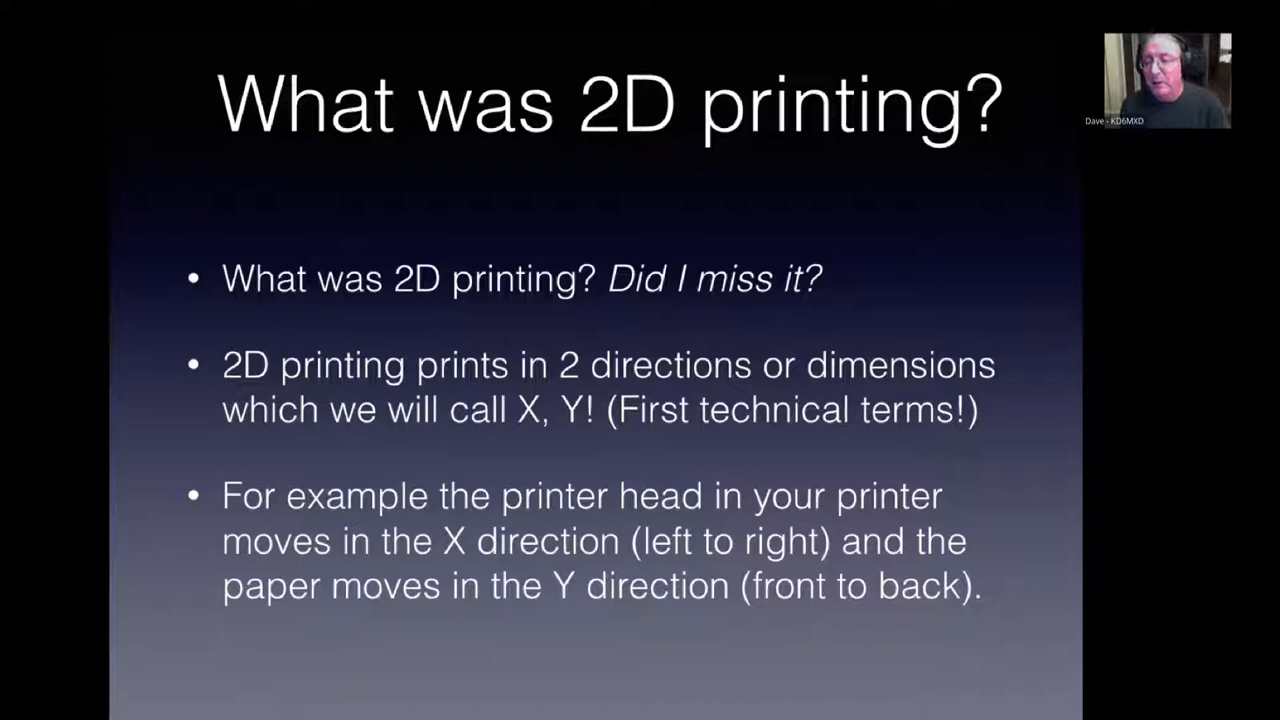 What was 2D printing?
Dave - KD6MXD
• What was 2D printing? Did I miss it?
• 2D printing prints in 2 directions or dimensions
which we will call X, Y! (First technical terms!)
• For example the printer head in your printer
moves in the X direction (left to right) and the
paper moves in the Y direction (front to back).